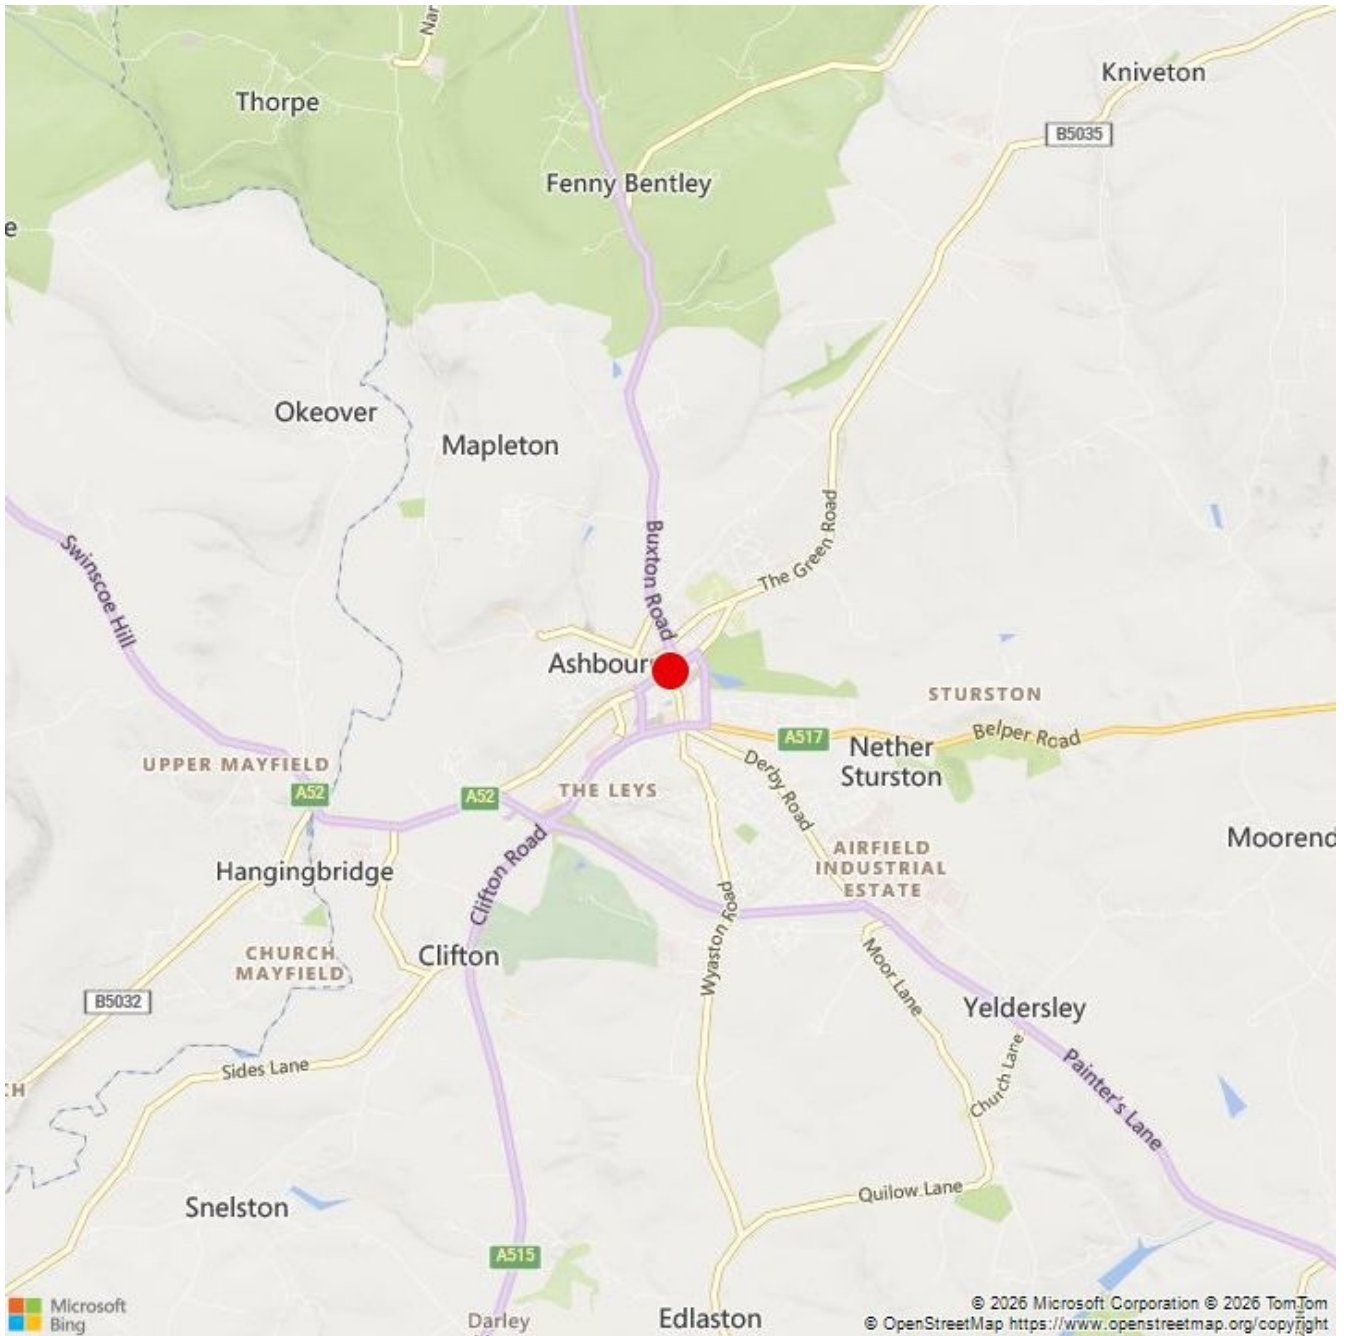 Nar
Thorpe
Kniveton
B5035
Fenny Bentley
e
Okeover
Mapleton
Buxton Road
The Green Road
Swinscoe Hill
Ashbour
STURSTON
Belper Road
A517
Nether
Sturston
UPPER MAYFIELD
A52
A52
THE LEYS
Derby Road
Moorend
AIRFIELD
INDUSTRIAL
ESTATE
Hangingbridge
Clifton Road
Wyaston Road
CHURCH
MAYFIELD
Clifton
Moor Lane
B5032
Yeldersley
Sides Lane
Church Lane
Painter's Lane
CH
Quilow Lane
Snelston
A515
Darley
Edlaston
Microsoft
Bing
© 2026 Microsoft Corporation © 2026 TomTom
© OpenStreetMap https://www.openstreetmap.org/copyright